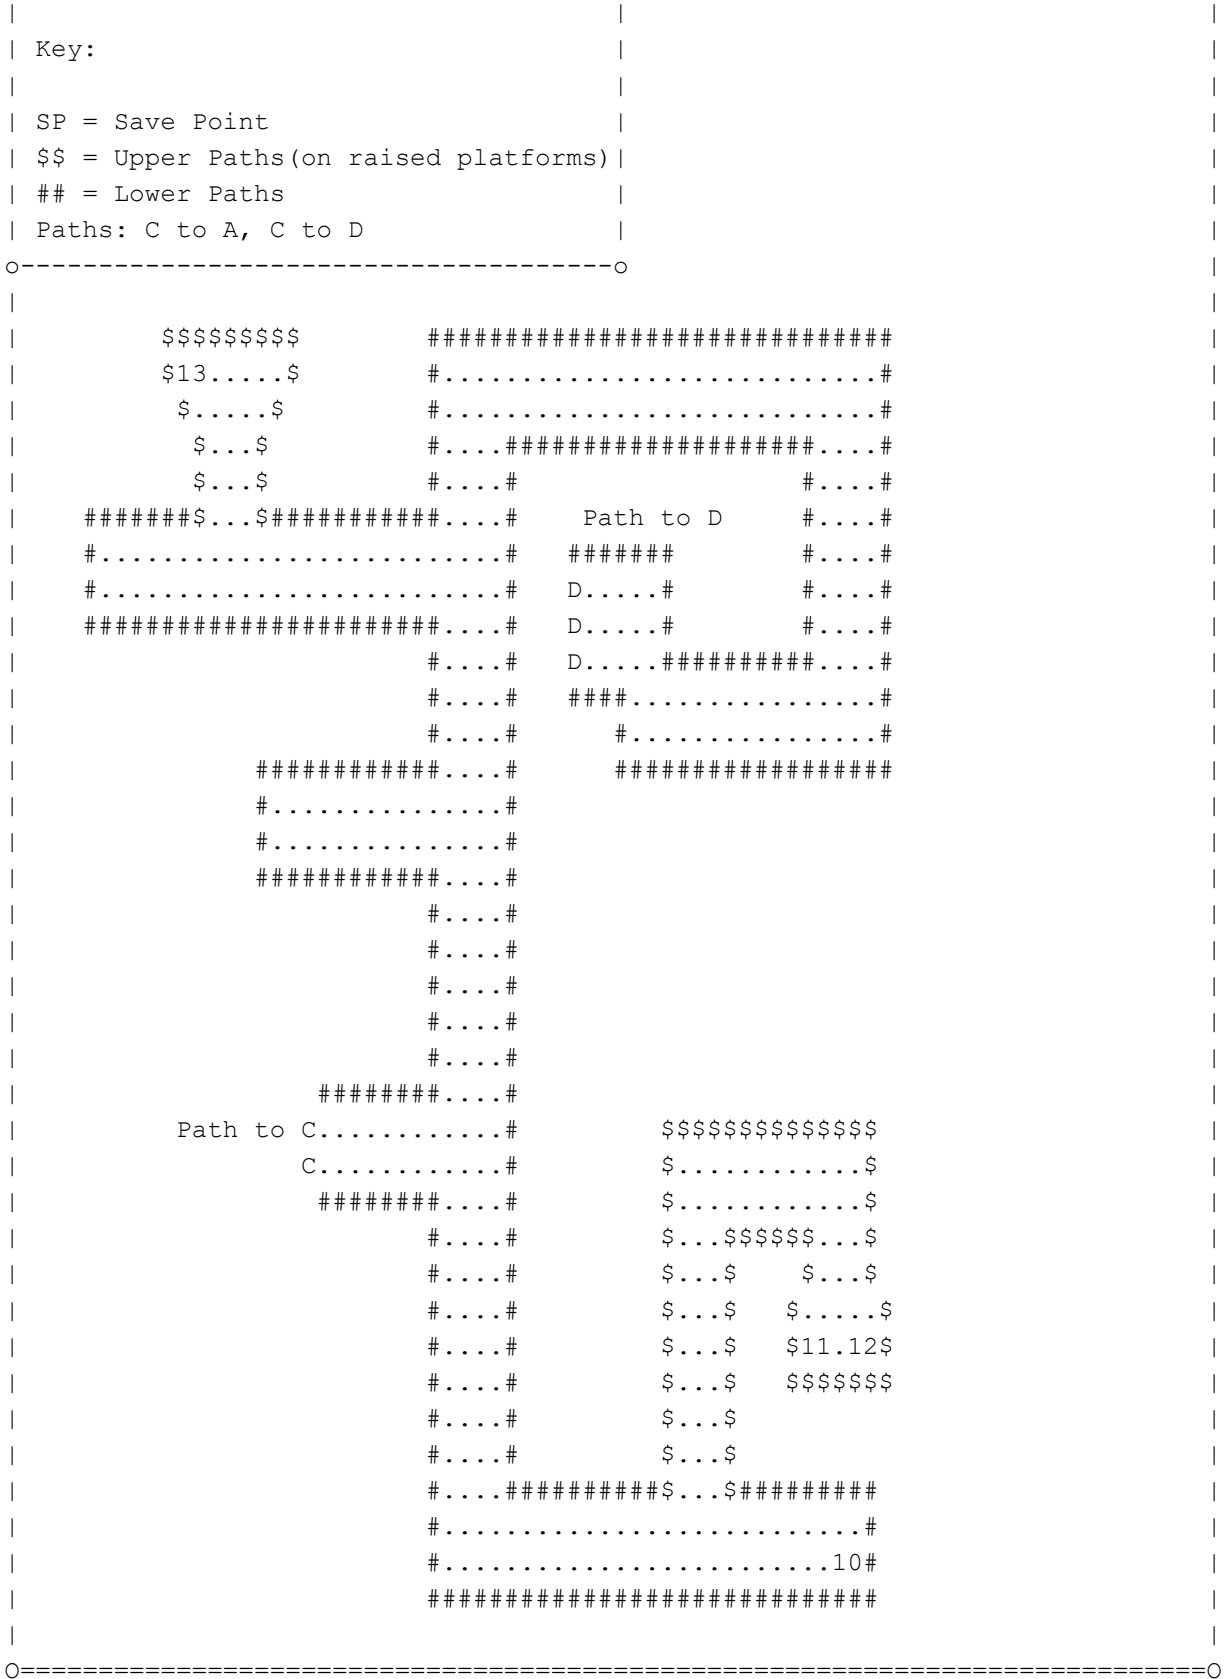 |                                      |                                     |
| Key:                                 |                                     |
|                                      |                                     |
| SP = Save Point                      |                                     |
| $$ = Upper Paths(on raised platforms)|                                     |
| ## = Lower Paths                     |                                     |
| Paths: C to A, C to D                |                                     |
o--------------------------------------o                                     |
|                                                                            |
|         $$$$$$$$$        ##############################                    |
|         $13.....$        #............................#                    |
|          $.....$         #............................#                    |
|           $...$          #....####################....#                    |
|           $...$          #....#                  #....#                    |
|    #######$...$###########....#    Path to D     #....#                    |
|    #..........................#   #######        #....#                    |
|    #..........................#   D.....#        #....#                    |
|    #######################....#   D.....#        #....#                    |
|                          #....#   D.....##########....#                    |
|                          #....#   ####................#                    |
|                          #....#      #................#                    |
|               ############....#      ##################                    |
|               #...............#                                            |
|               #...............#                                            |
|               ############....#                                            |
|                          #....#                                            |
|                          #....#                                            |
|                          #....#                                            |
|                          #....#                                            |
|                          #....#                                            |
|                   ########....#                                            |
|          Path to C............#         $$$$$$$$$$$$$$                     |
|                  C............#         $............$                     |
|                   ########....#         $............$                     |
|                          #....#         $...$$$$$$...$                     |
|                          #....#         $...$    $...$                     |
|                          #....#         $...$   $.....$                    |
|                          #....#         $...$   $11.12$                    |
|                          #....#         $...$   $$$$$$$                    |
|                          #....#         $...$                              |
|                          #....#         $...$                              |
|                          #....##########$...$#########                     |
|                          #...........................#                     |
|                          #.........................10#                     |
|                          #############################                     |
|                                                                            |
O============================================================================O